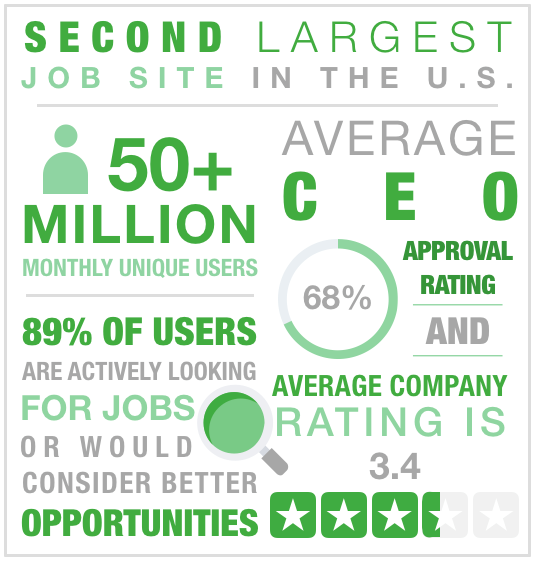 SECOND LARGEST
JOB SITE IN THE U.S.
50+
MILLION
MONTHLY UNIQUE USERS
89% OF USERS
ARE ACTIVELY LOOKING
FOR JOBS
OR WOULD
CONSIDER BETTER
OPPORTUNITIES
AVERAGE
CEO
68%
APPROVAL
RATING
AND
AVERAGE COMPANY
RATING IS
3.4